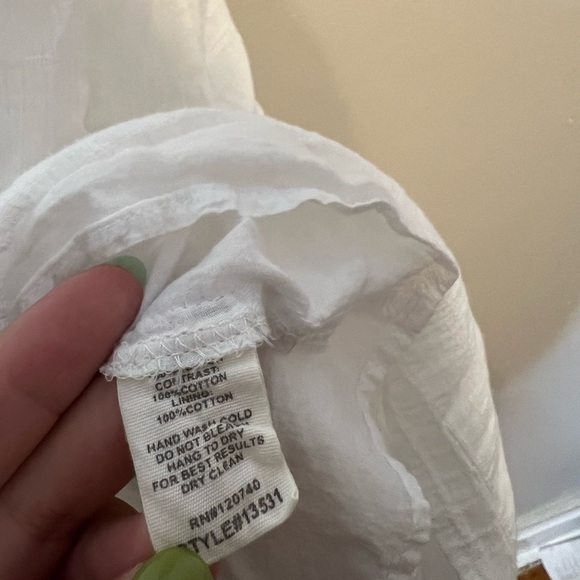 CONTRAST:
100%COTTON
LINING:
100%COTTON
HAND WASH COLD
DO NOT BLEACH
HANG TO DRY
FOR BEST RESULTS
DRY CLEAN
RN#120740
STYLE#13531